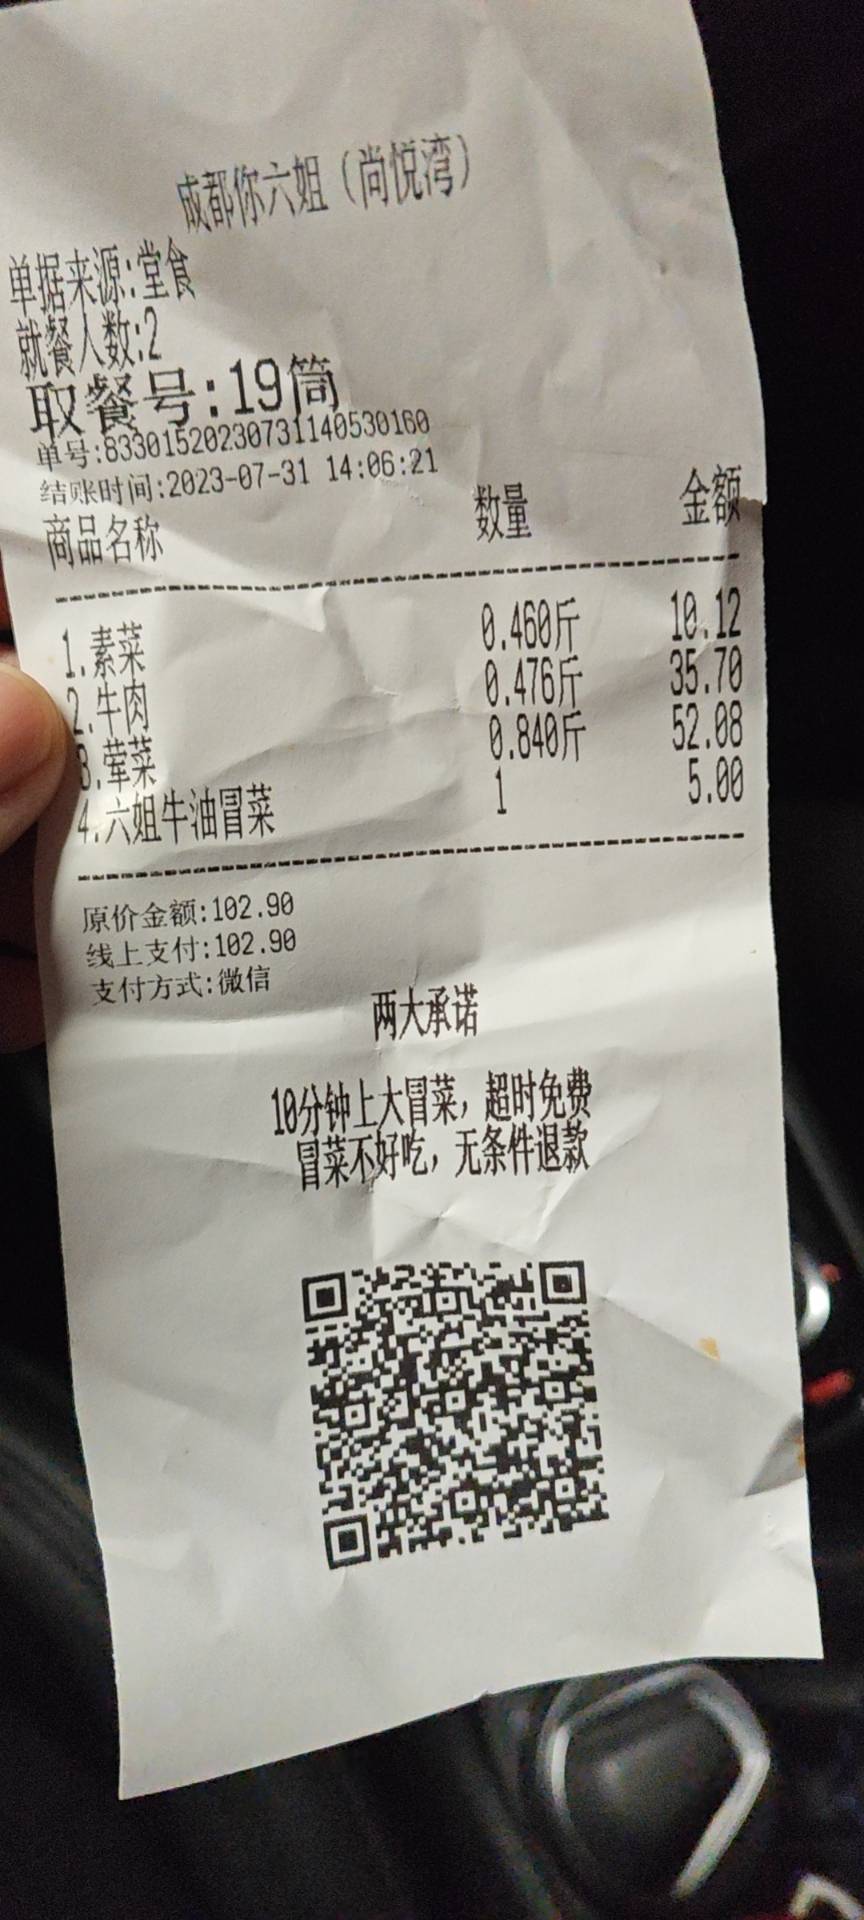 成都你六姐（尚悦湾）
单据来源:堂食
就餐人数:2
取餐号:19筒
单号:83301520230731140530160
结账时间:2023-07-31 14:06:21
商品名称 数量 金额
1.素菜 0.460斤 10.12
2.牛肉 0.476斤 35.70
3.荤菜 0.840斤 52.08
4.六姐牛油冒菜 1 5.00
原价金额:102.90
线上支付:102.90
支付方式:微信
两大承诺
10分钟上大冒菜，超时免费
冒菜不好吃，无条件退款